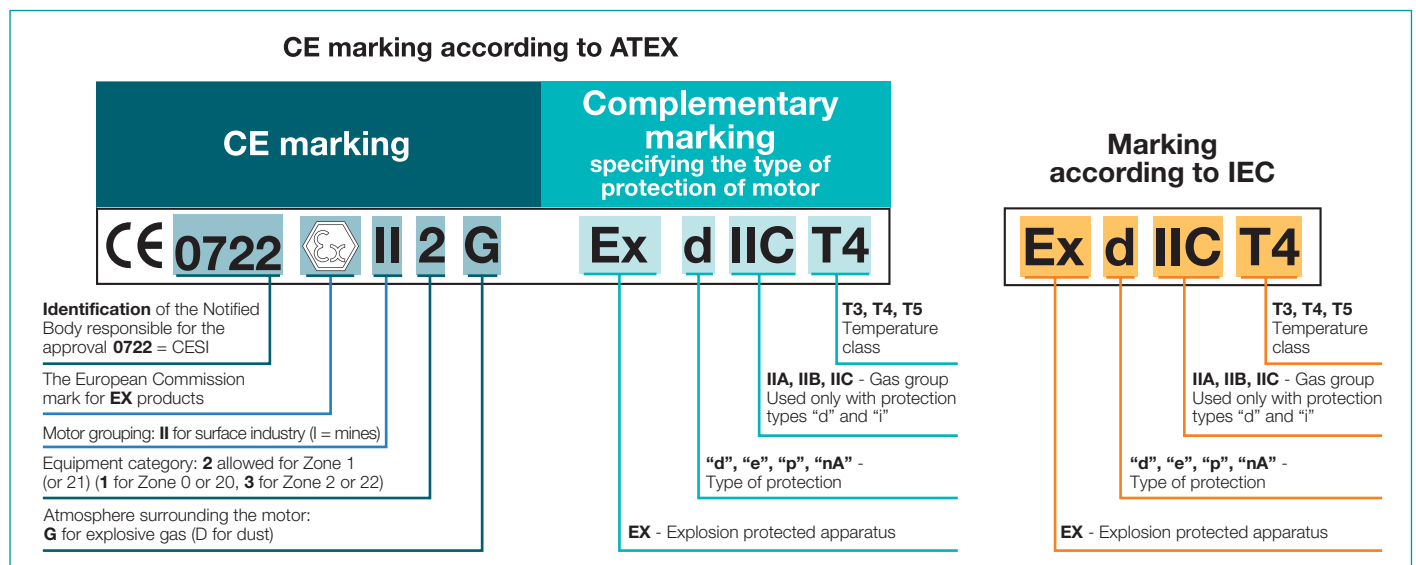 CE marking according to ATEX
CE marking
Complementary
marking
specifying the type of
protection of motor
CE 0722 Ex II 2 G Ex d IIC T4
Identification of the Notified
Body responsible for the
approval 0722 = CESI
The European Commission
mark for EX products
Motor grouping: II for surface industry (I = mines)
Equipment category: 2 allowed for Zone 1
(or 21) (1 for Zone 0 or 20, 3 for Zone 2 or 22)
Atmosphere surrounding the motor:
G for explosive gas (D for dust)
T3, T4, T5
Temperature
class
IIA, IIB, IIC - Gas group
Used only with protection
types “d” and “i”
“d”, “e”, “p”, “nA” -
Type of protection
EX - Explosion protected apparatus
Marking
according to IEC
Ex d IIC T4
T3, T4, T5
Temperature
class
IIA, IIB, IIC - Gas group
Used only with protection
types “d” and “i”
“d”, “e”, “p”, “nA” -
Type of protection
EX - Explosion protected apparatus